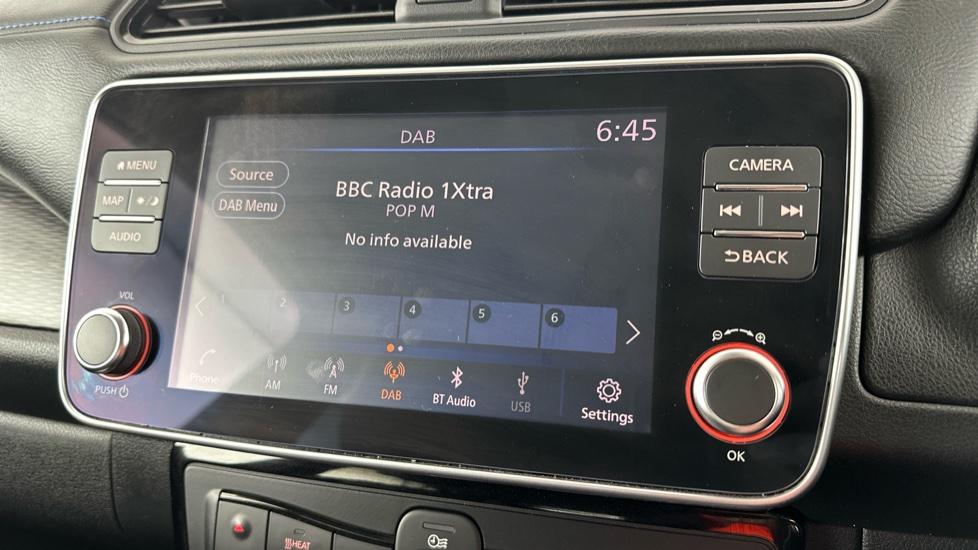 DAB
6:45
MENU
MAP
AUDIO
VOL
PUSH
Source
DAB Menu
BBC Radio 1Xtra
POP M
No info available
1 2 3 4 5 6
Phone AM FM DAB BT Audio USB Settings
CAMERA
BACK
OK
HEAT